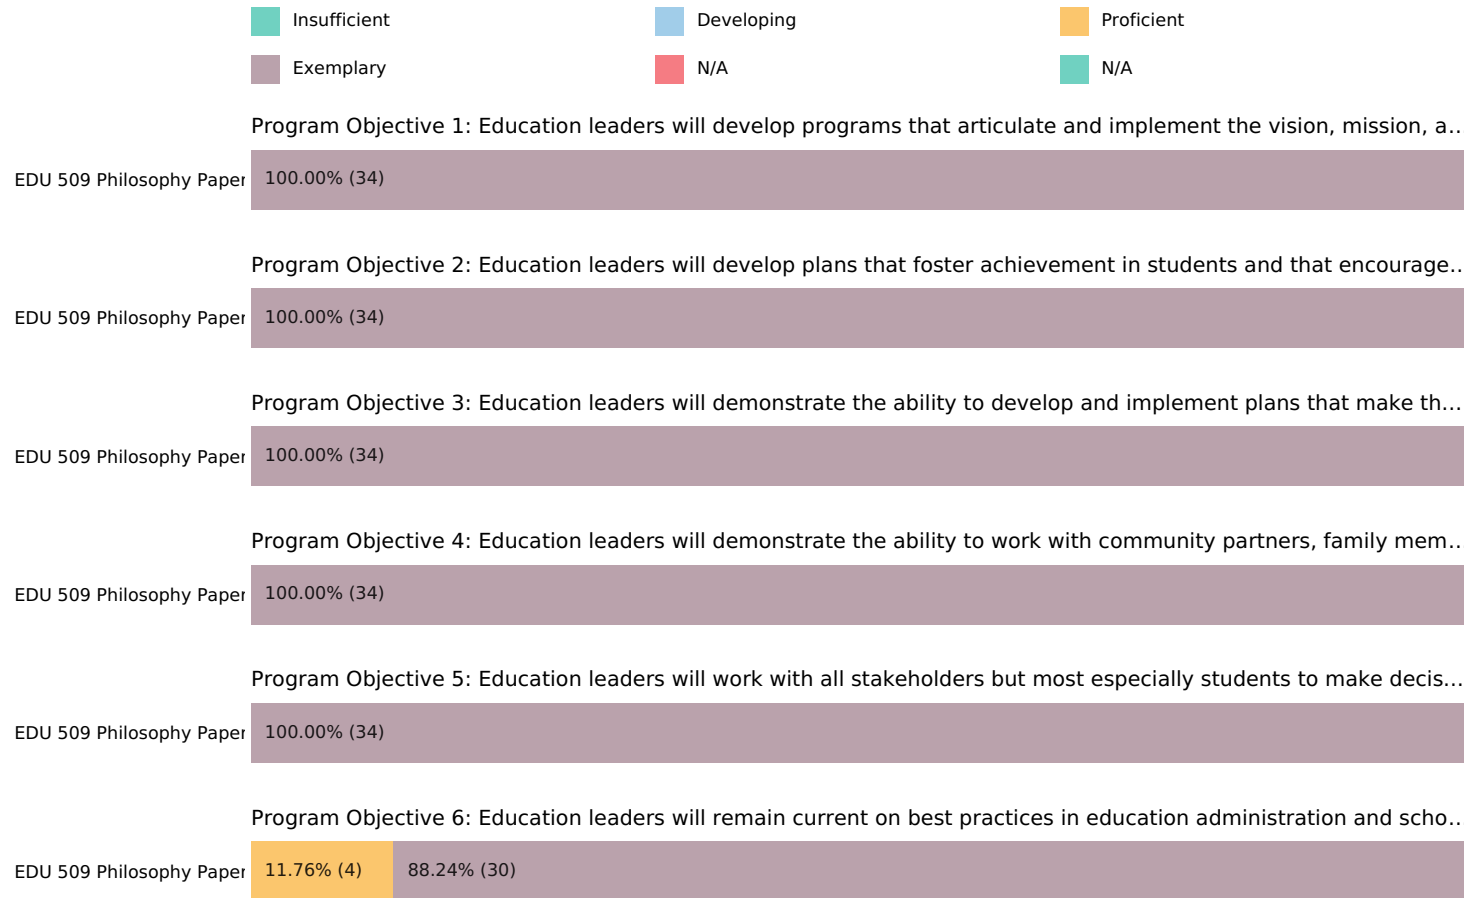 Insufficient
Developing
Proficient
Exemplary
N/A
N/A
Program Objective 1: Education leaders will develop programs that articulate and implement the vision, mission, a...
EDU 509 Philosophy Paper
100.00% (34)
Program Objective 2: Education leaders will develop plans that foster achievement in students and that encourage...
EDU 509 Philosophy Paper
100.00% (34)
Program Objective 3: Education leaders will demonstrate the ability to develop and implement plans that make th...
EDU 509 Philosophy Paper
100.00% (34)
Program Objective 4: Education leaders will demonstrate the ability to work with community partners, family mem...
EDU 509 Philosophy Paper
100.00% (34)
Program Objective 5: Education leaders will work with all stakeholders but most especially students to make decis...
EDU 509 Philosophy Paper
100.00% (34)
Program Objective 6: Education leaders will remain current on best practices in education administration and scho...
EDU 509 Philosophy Paper
11.76% (4)
88.24% (30)